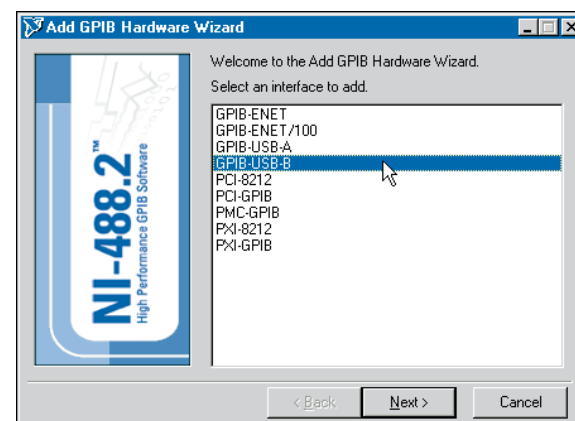 Add GPIB Hardware Wizard
NI-488.2™
High Performance GPIB Software
Welcome to the Add GPIB Hardware Wizard.
Select an interface to add.
GPIB-ENET
GPIB-ENET/100
GPIB-USB-A
GPIB-USB-B
PCI-8212
PCI-GPIB
PMC-GPIB
PXI-8212
PXI-GPIB
< Back
Next >
Cancel